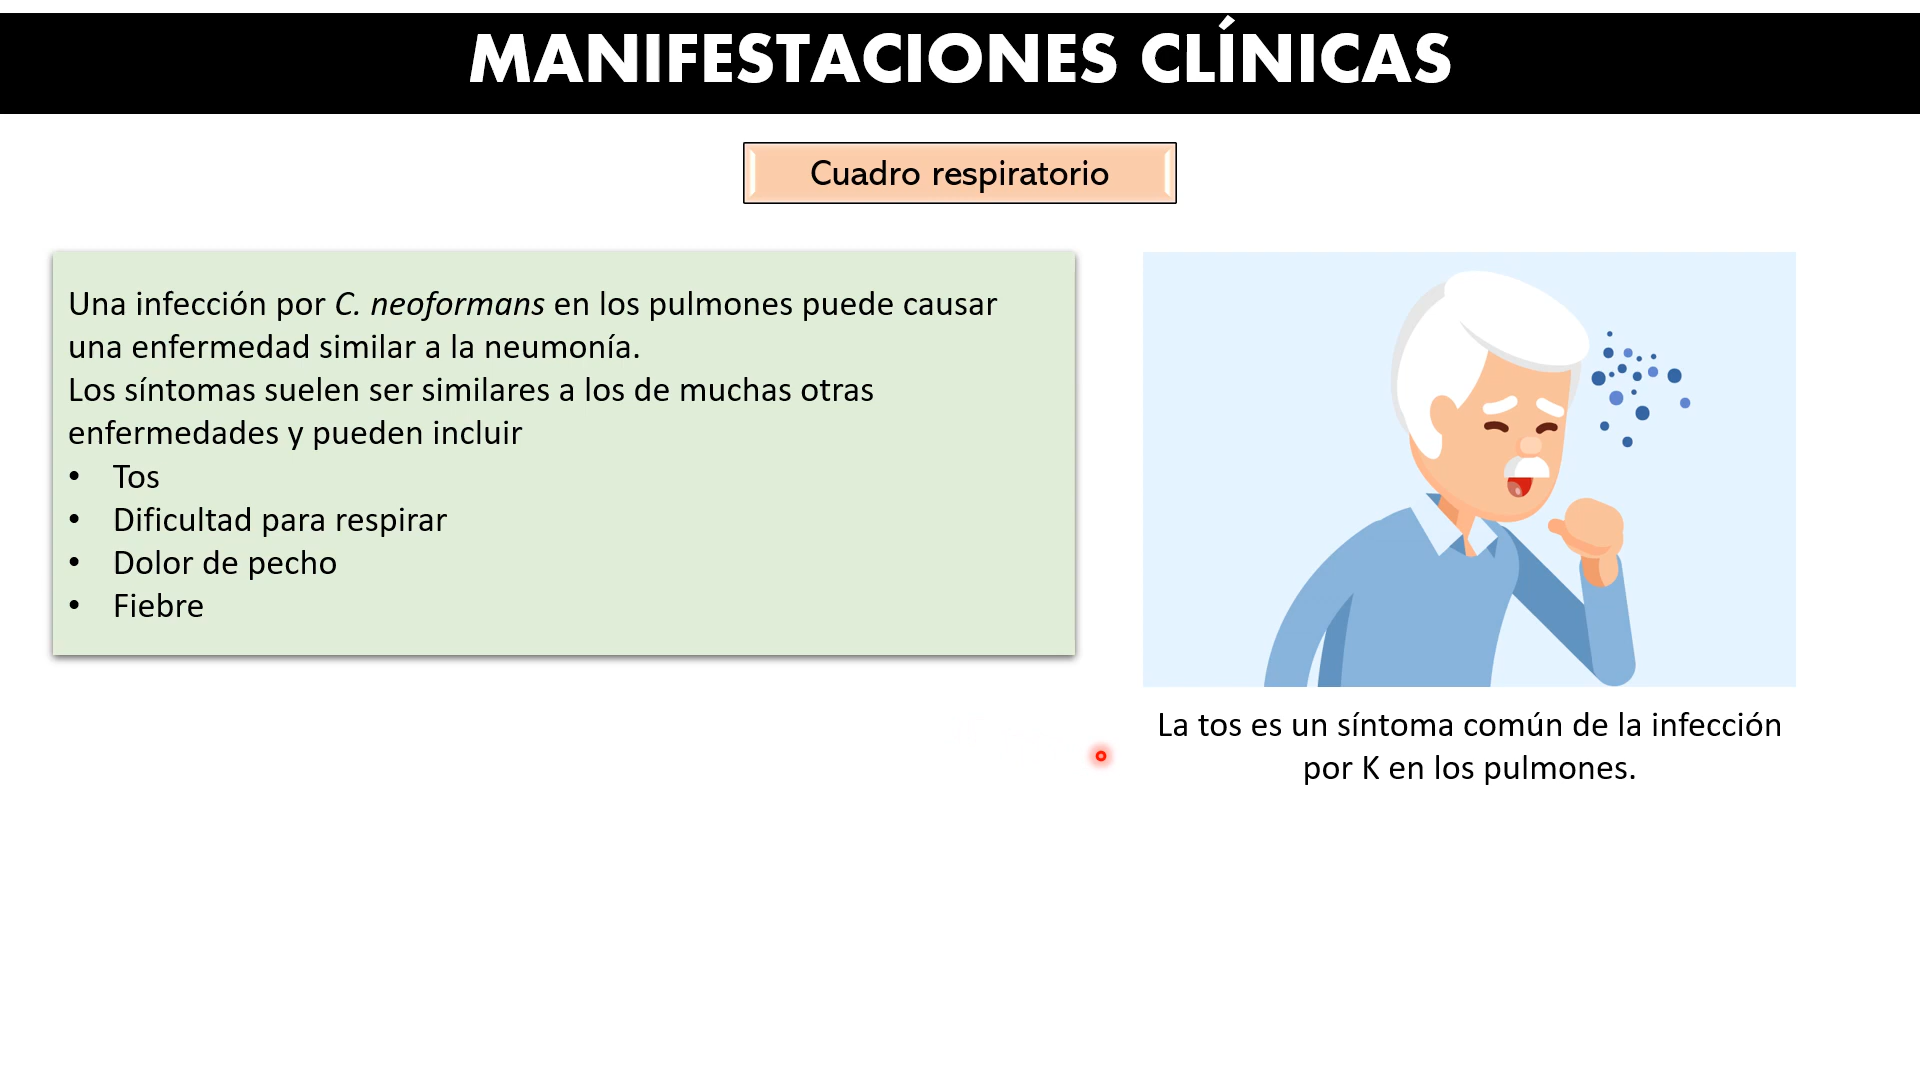 MANIFESTACIONES CLÍNICAS
Cuadro respiratorio
Una infección por C. neoformans en los pulmones puede causar
una enfermedad similar a la neumonía.
Los síntomas suelen ser similares a los de muchas otras
enfermedades y pueden incluir
• Tos
• Dificultad para respirar
• Dolor de pecho
• Fiebre
La tos es un síntoma común de la infección
por K en los pulmones.